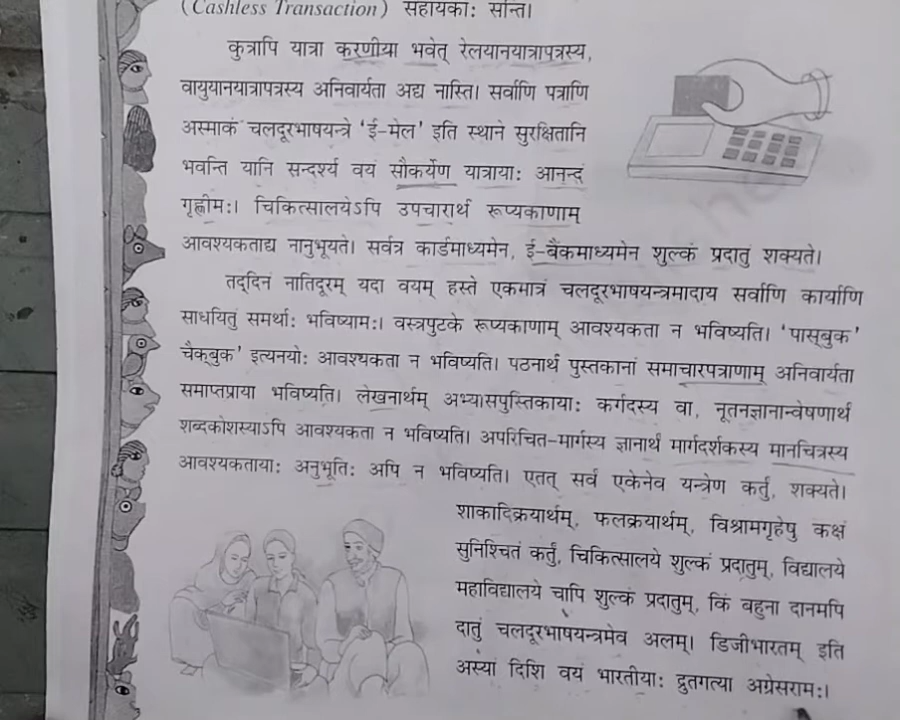 (Cashless Transaction) सहायकाः सन्ति।
कुत्रापि यात्रा करणीया भवेत् रेलयानयात्रापत्रस्य,
वायुयानयात्रापत्रस्य अनिवार्यता अद्य नास्ति। सर्वाणि पत्राणि
अस्माकं चलदूरभाषयन्त्रे 'ई-मेल' इति स्थाने सुरक्षितानि
भवन्ति यानि सन्दर्श्य वयं सौकर्येण यात्रायाः आनन्दं
गृह्णीमः। चिकित्सालयेऽपि उपचारार्थं रूप्यकाणाम्
आवश्यकताद्य नानुभूयते। सर्वत्र कार्डमाध्यमेन, ई-बैंकमाध्यमेन शुल्कं प्रदातुं शक्यते।
तद्दिनं नातिदूरम् यदा वयम् हस्ते एकमात्रं चलदूरभाषयन्त्रमादाय सर्वाणि कार्याणि
साधयितुं समर्थाः भविष्यामः। वस्त्रपुटके रूप्यकाणाम् आवश्यकता न भविष्यति। 'पास्बुक'
चैक्बुक' इत्यनयोः आवश्यकता न भविष्यति। पठनार्थं पुस्तकानां समाचारपत्राणाम् अनिवार्यता
समाप्तप्राया भविष्यति। लेखनार्थम् अभ्यासपुस्तिकायाः कर्गदस्य वा, नूतनज्ञानान्वेषणार्थं
शब्दकोशस्याऽपि आवश्यकता न भविष्यति। अपरिचित-मार्गस्य ज्ञानार्थं मार्गदर्शकस्य मानचित्रस्य
आवश्यकतायाः अनुभूतिः अपि न भविष्यति। एतत् सर्वं एकेनेव यन्त्रेण कर्तुं, शक्यते।
शाकादिक्रयार्थम्, फलक्रयार्थम्, विश्रामगृहेषु कक्षं
सुनिश्चितं कर्तुं, चिकित्सालये शुल्कं प्रदातुम्, विद्यालये
महाविद्यालये चापि शुल्कं प्रदातुम्, किं बहुना दानमपि
दातुं चलदूरभाषयन्त्रमेव अलम्। डिजीभारतम् इति
अस्यां दिशि वयं भारतीयाः द्रुतगत्या अग्रेसरामः।